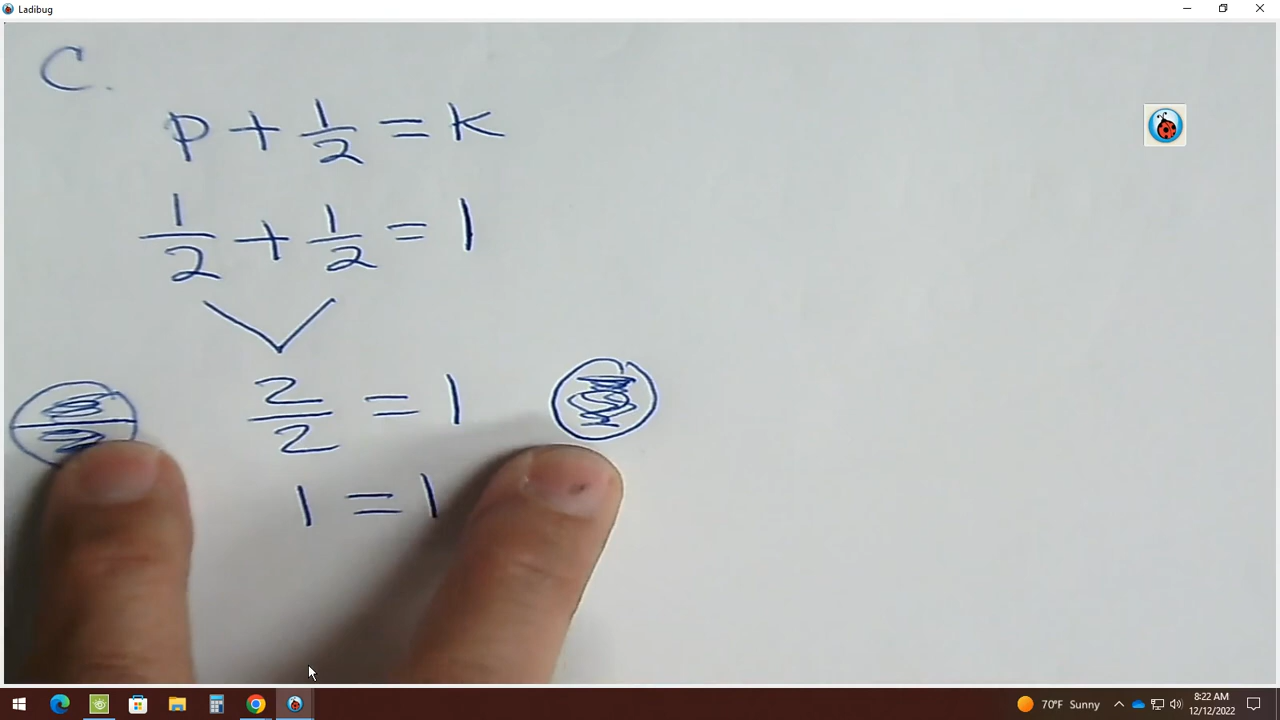 Ladibug
C.
p + 1/2 = k
1/2 + 1/2 = 1
2/2 = 1
1 = 1
70°F Sunny
8:22 AM
12/12/2022